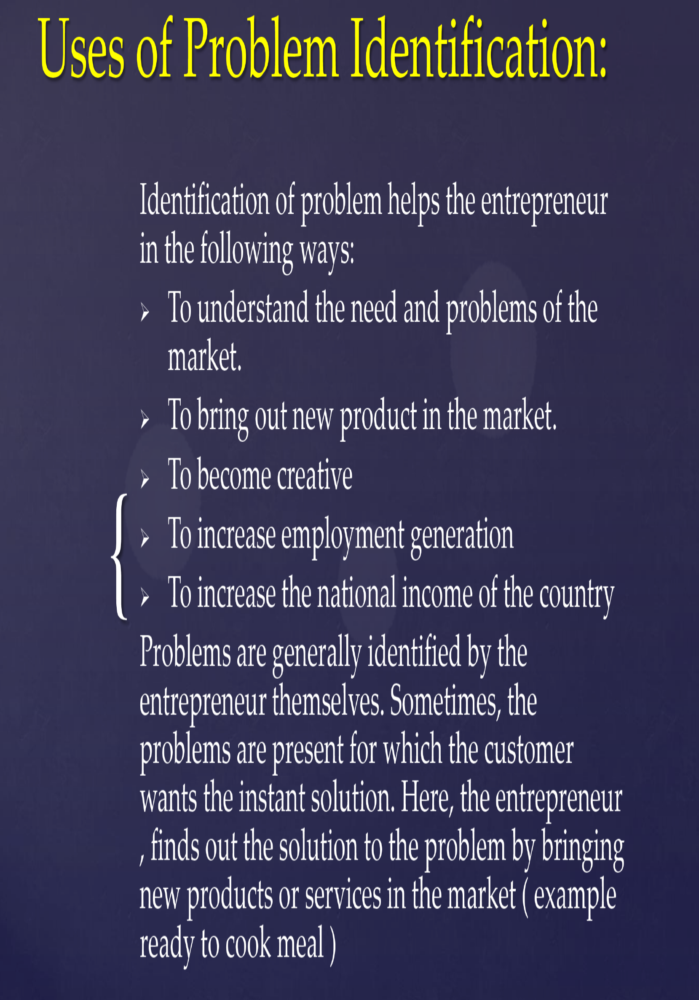 Uses of Problem Identification:
Identification of problem helps the entrepreneur
in the following ways:
➢ To understand the need and problems of the
market.
➢ To bring out new product in the market.
➢ To become creative
➢ To increase employment generation
➢ To increase the national income of the country
Problems are generally identified by the
entrepreneur themselves. Sometimes, the
problems are present for which the customer
wants the instant solution. Here, the entrepreneur
, finds out the solution to the problem by bringing
new products or services in the market ( example
ready to cook meal )